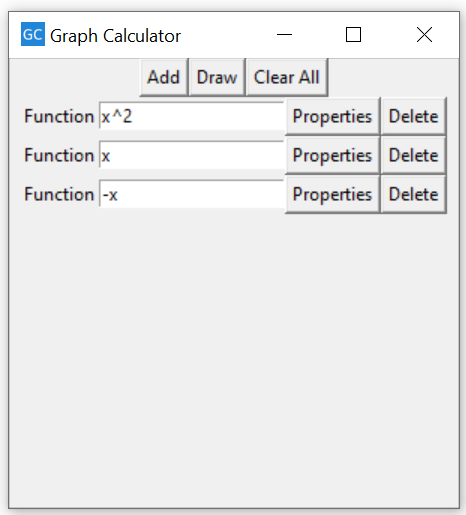 GC Graph Calculator
Add Draw Clear All
Function x^2 Properties Delete
Function x Properties Delete
Function -x Properties Delete